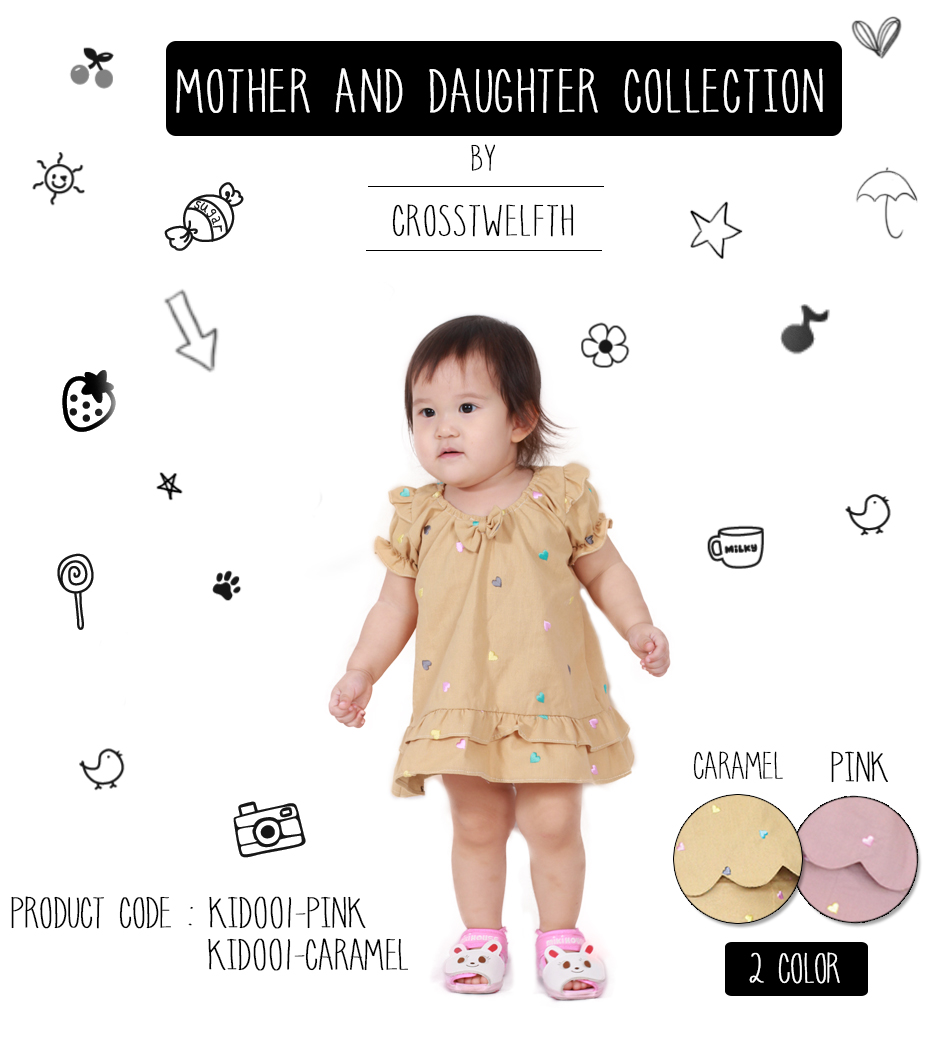 MOTHER AND DAUGHTER COLLECTION
BY
CROSSTWELFTH
sugar
MILKY
CARAMEL PINK
PRODUCT CODE : KID001-PINK
KID001-CARAMEL
2 COLOR